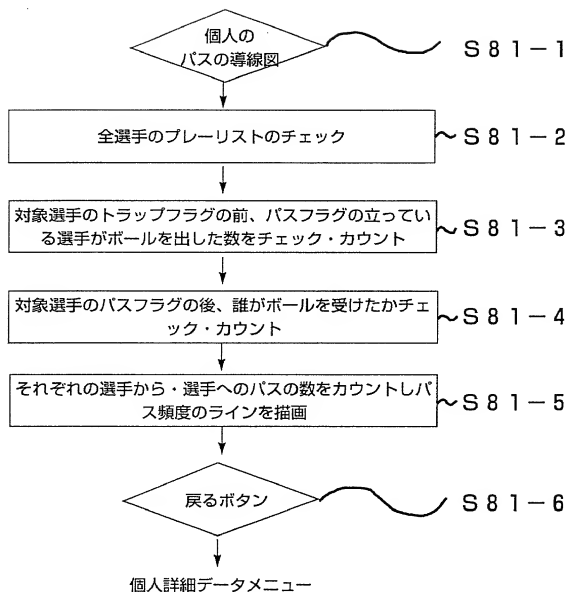 個人の
パスの導線図
S81-1
全選手のプレーリストのチェック
S81-2
対象選手のトラップフラグの前、パスフラグの立ってい
る選手がボールを出した数をチェック・カウント
S81-3
対象選手のパスフラグの後、誰がボールを受けたかチェ
ック・カウント
S81-4
それぞれの選手から・選手へのパスの数をカウントしパ
ス頻度のラインを描画
S81-5
戻るボタン
S81-6
個人詳細データメニュー